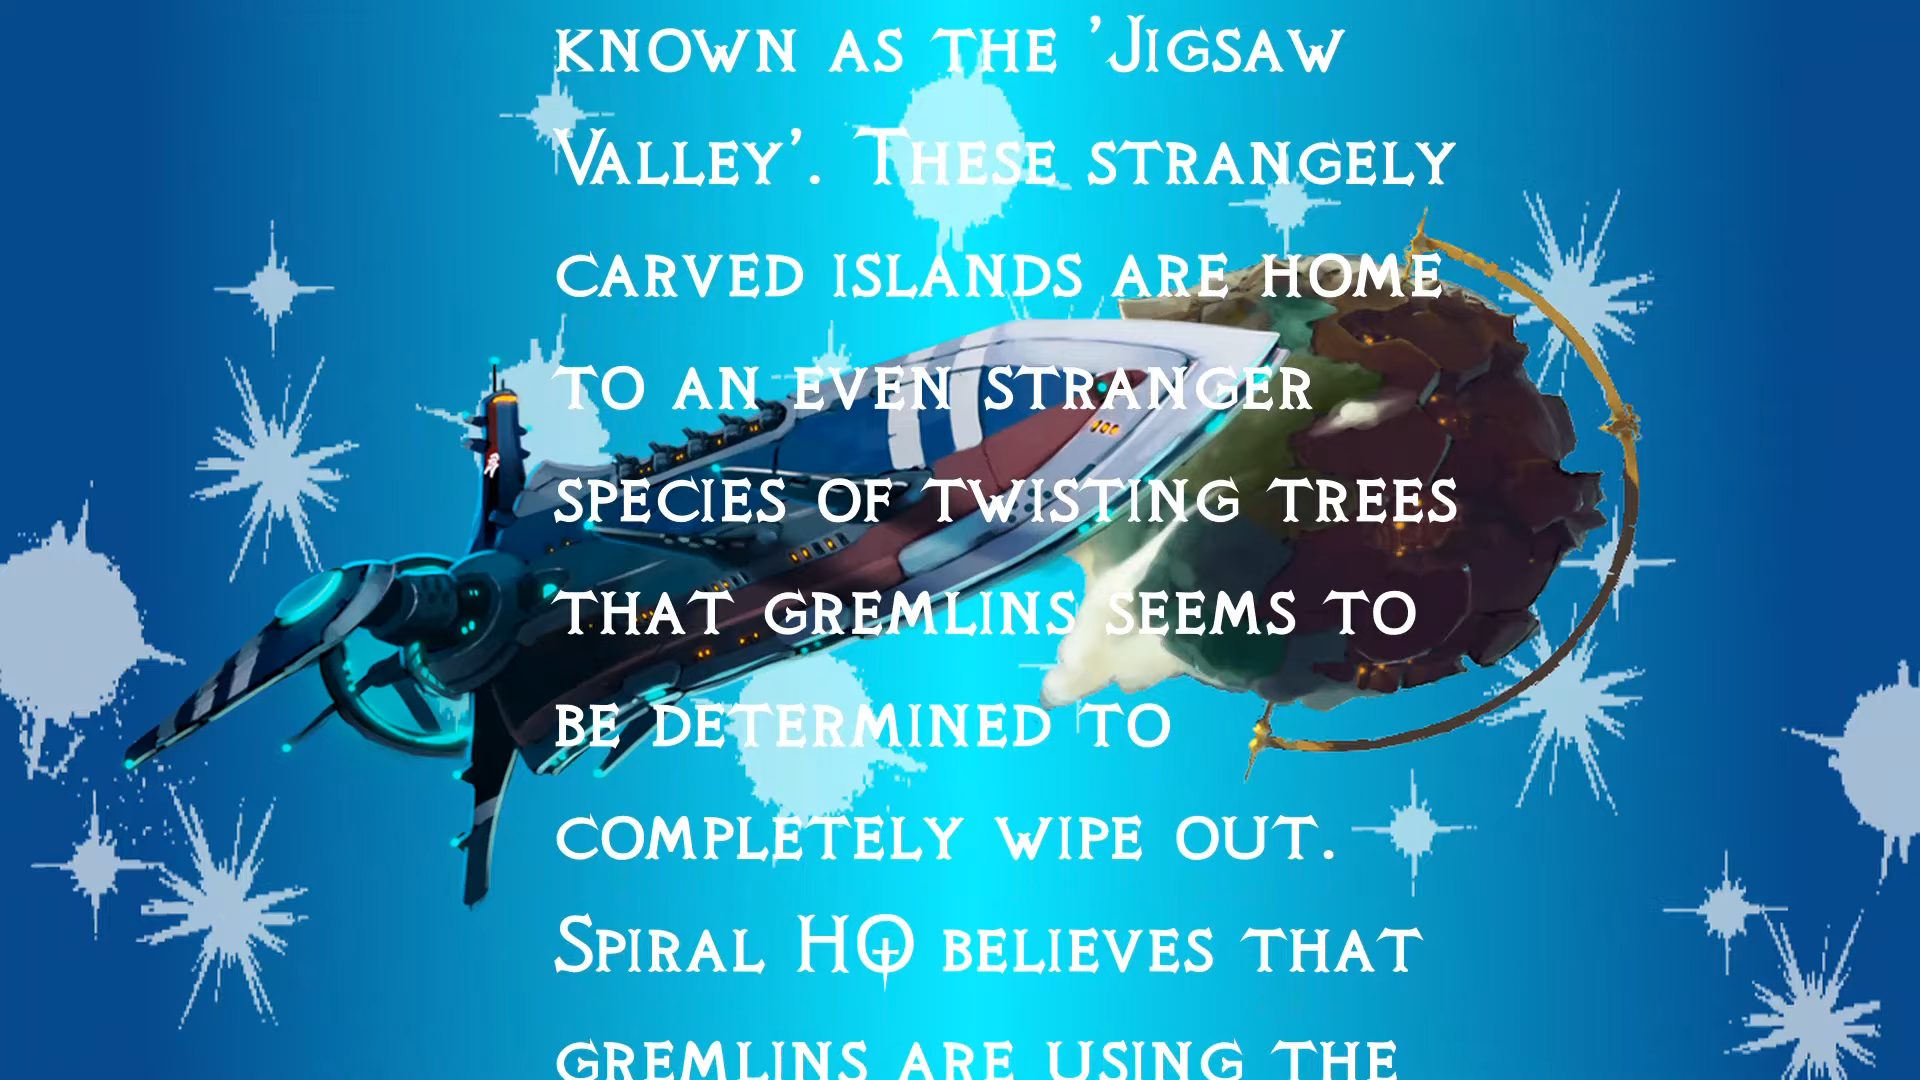 known as the 'Jigsaw
Valley'. These strangely
carved islands are home
to an even stranger
species of twisting trees
that gremlins seems to
be determined to
completely wipe out.
Spiral HQ believes that
gremlins are using the